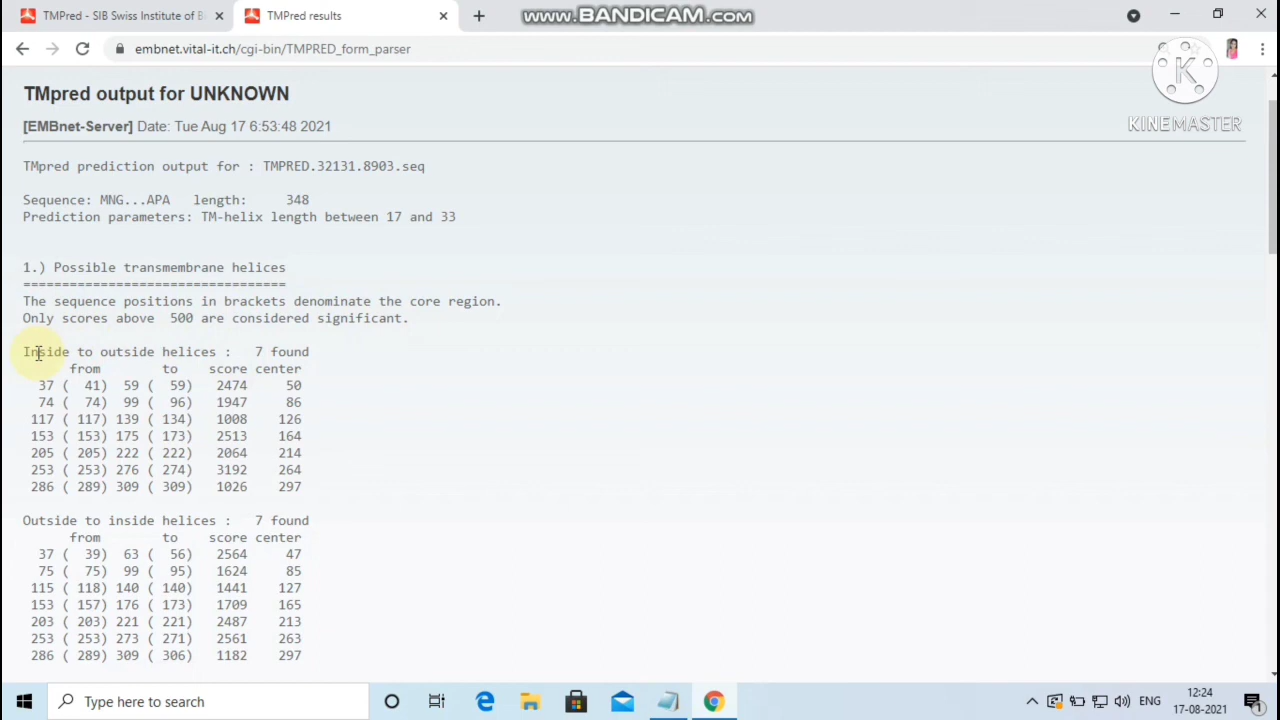 TMPred - SIB Swiss Institute of B
TMPred results
www.BANDICAM.com
embnet.vital-it.ch/cgi-bin/TMPRED_form_parser
K
KINEMASTER
TMpred output for UNKNOWN
[EMBnet-Server] Date: Tue Aug 17 6:53:48 2021
TMpred prediction output for : TMPRED.32131.8903.seq
Sequence: MNG...APA length: 348
Prediction parameters: TM-helix length between 17 and 33
1.) Possible transmembrane helices
==================================
The sequence positions in brackets denominate the core region.
Only scores above 500 are considered significant.
Inside to outside helices : 7 found
from to score center
37 ( 41) 59 ( 59) 2474 50
74 ( 74) 99 ( 96) 1947 86
117 ( 117) 139 ( 134) 1008 126
153 ( 153) 175 ( 173) 2513 164
205 ( 205) 222 ( 222) 2064 214
253 ( 253) 276 ( 274) 3192 264
286 ( 289) 309 ( 309) 1026 297
Outside to inside helices : 7 found
from to score center
37 ( 39) 63 ( 56) 2564 47
75 ( 75) 99 ( 95) 1624 85
115 ( 118) 140 ( 140) 1441 127
153 ( 157) 176 ( 173) 1709 165
203 ( 203) 221 ( 221) 2487 213
253 ( 253) 273 ( 271) 2561 263
286 ( 289) 309 ( 306) 1182 297
Type here to search
ENG
12:24
17-08-2021
1